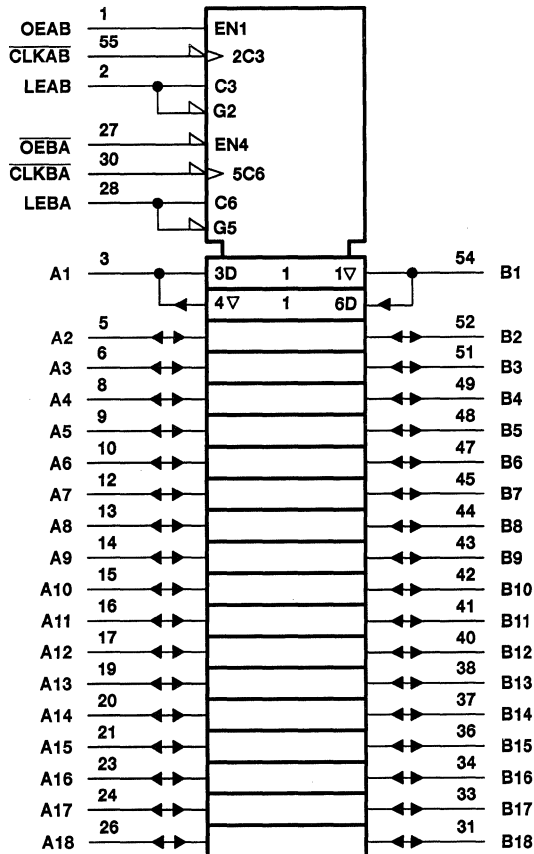 OEAB 1 EN1
CLKAB 55 2C3
LEAB 2 C3
G2
OEBA 27 EN4
CLKBA 30 5C6
LEBA 28 C6
G5
A1 3 3D 1 1▽ 54 B1
4▽ 1 6D
A2 5 52 B2
A3 6 51 B3
A4 8 49 B4
A5 9 48 B5
A6 10 47 B6
A7 12 45 B7
A8 13 44 B8
A9 14 43 B9
A10 15 42 B10
A11 16 41 B11
A12 17 40 B12
A13 19 38 B13
A14 20 37 B14
A15 21 36 B15
A16 23 34 B16
A17 24 33 B17
A18 26 31 B18